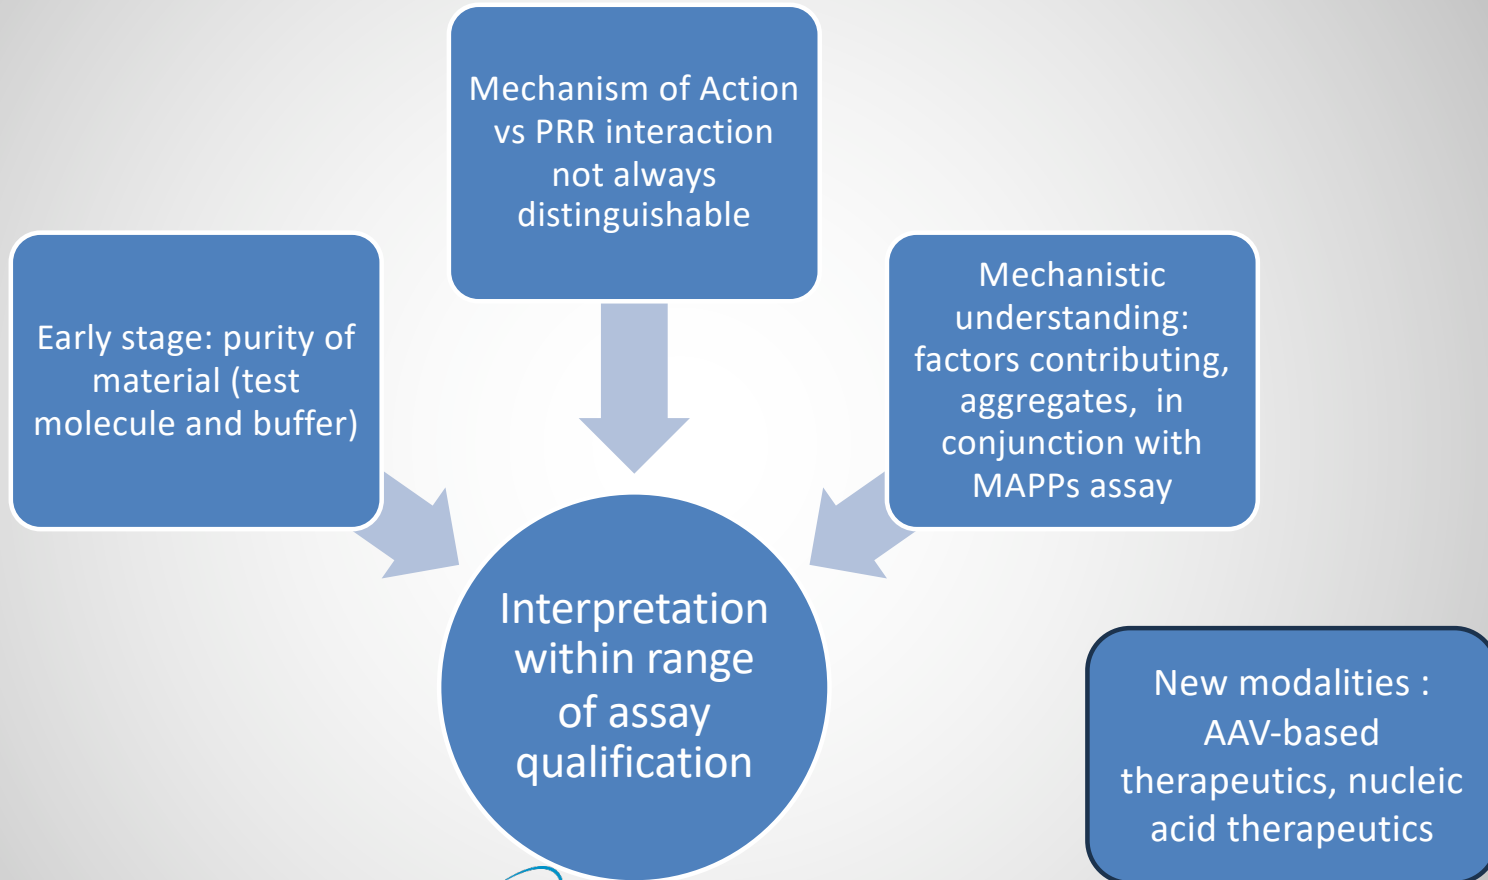 Mechanism of Action
vs PRR interaction
not always
distinguishable
Early stage: purity of
material (test
molecule and buffer)
Mechanistic
understanding:
factors contributing,
aggregates,  in
conjunction with
MAPPs assay
Interpretation
within range
of assay
qualification
New modalities :
AAV-based
therapeutics, nucleic
acid therapeutics